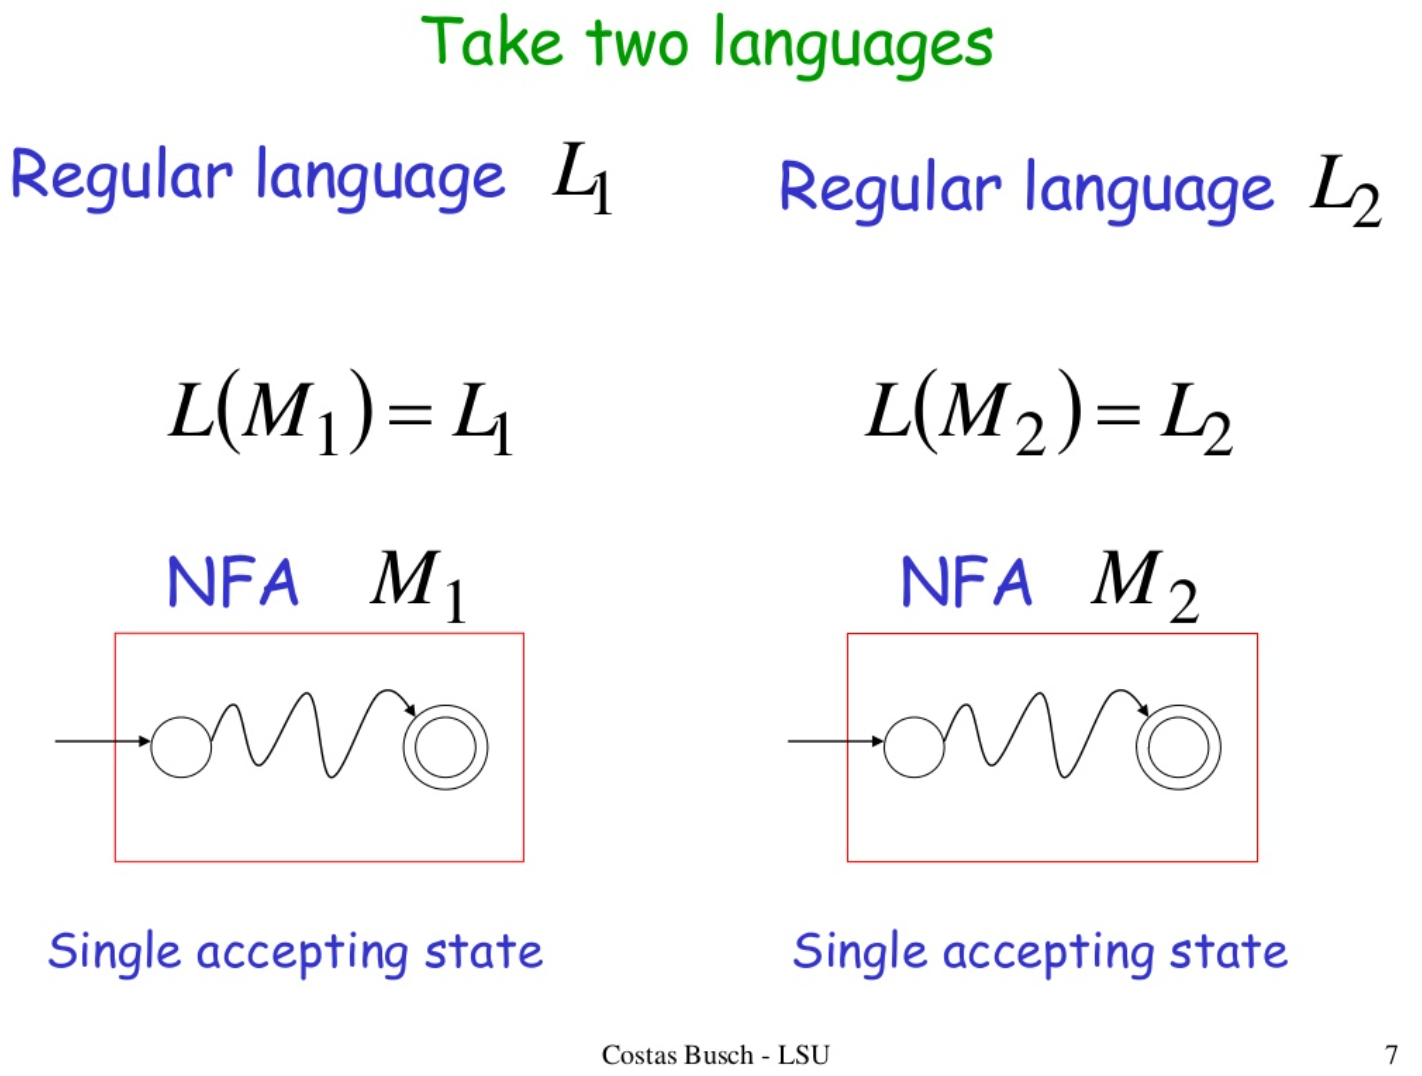 Take two languages
Regular language L₁
Regular language L₂
L(M₁) = L₁
L(M₂) = L₂
NFA M₁
NFA M₂
Single accepting state
Single accepting state
Costas Busch - LSU
7